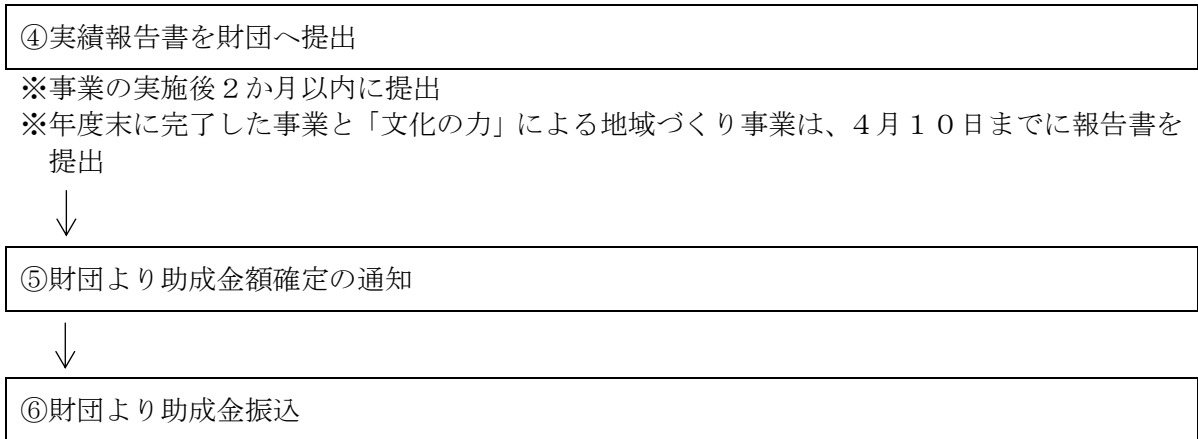 ④実績報告書を財団へ提出
※事業の実施後２か月以内に提出
※年度末に完了した事業と「文化の力」による地域づくり事業は、４月１０日までに報告書を
提出
⑤財団より助成金額確定の通知
⑥財団より助成金振込